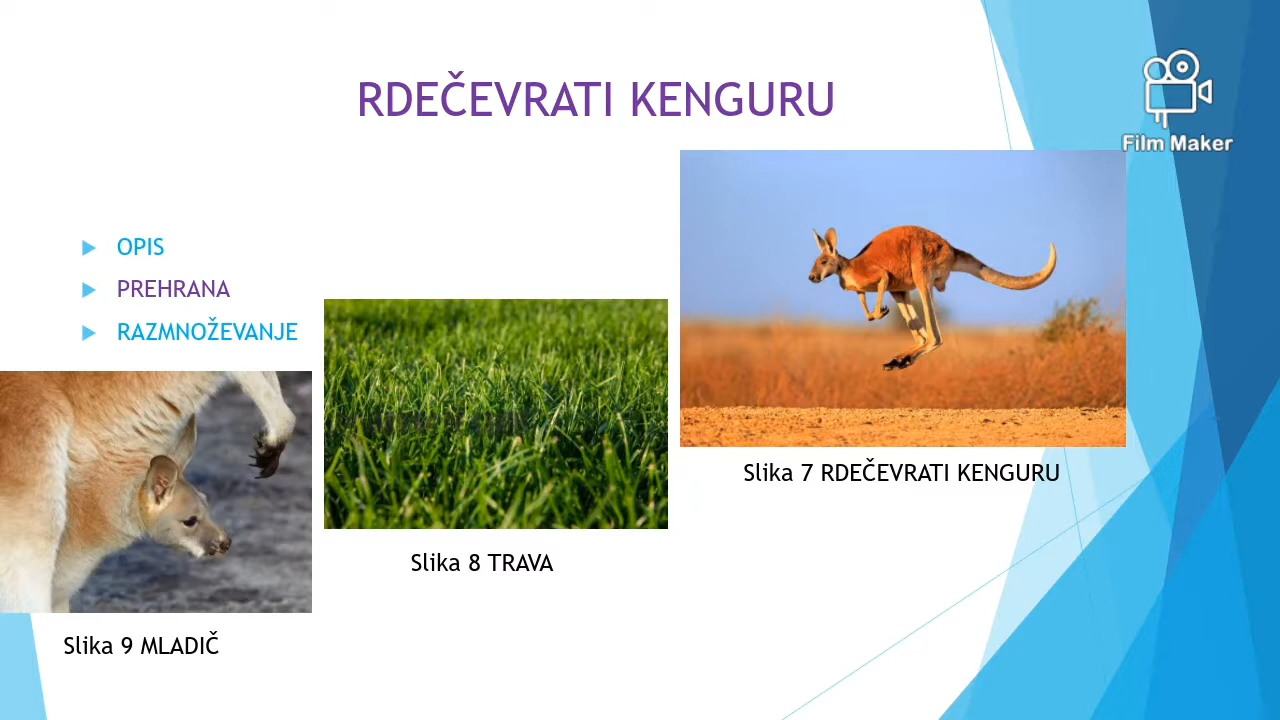 RDEČEVRATI KENGURU
Film Maker
OPIS
PREHRANA
RAZMNOŽEVANJE
Slika 7 RDEČEVRATI KENGURU
Slika 8 TRAVA
Slika 9 MLADIČ